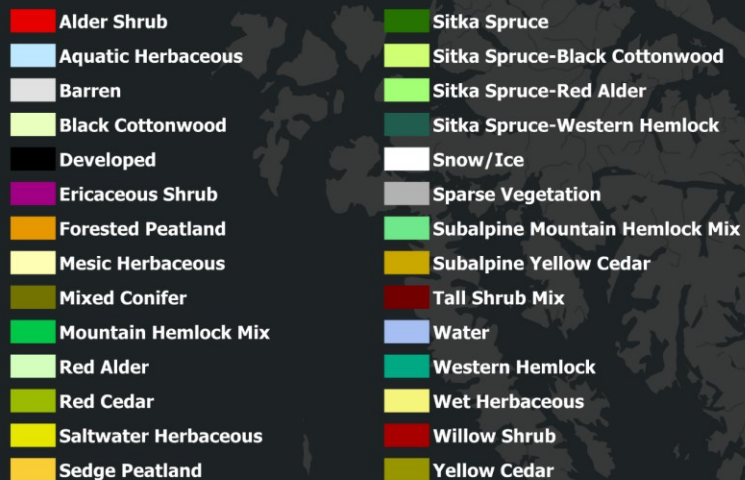 Alder Shrub
Aquatic Herbaceous
Barren
Black Cottonwood
Developed
Ericaceous Shrub
Forested Peatland
Mesic Herbaceous
Mixed Conifer
Mountain Hemlock Mix
Red Alder
Red Cedar
Saltwater Herbaceous
Sedge Peatland
Sitka Spruce
Sitka Spruce-Black Cottonwood
Sitka Spruce-Red Alder
Sitka Spruce-Western Hemlock
Snow/Ice
Sparse Vegetation
Subalpine Mountain Hemlock Mix
Subalpine Yellow Cedar
Tall Shrub Mix
Water
Western Hemlock
Wet Herbaceous
Willow Shrub
Yellow Cedar